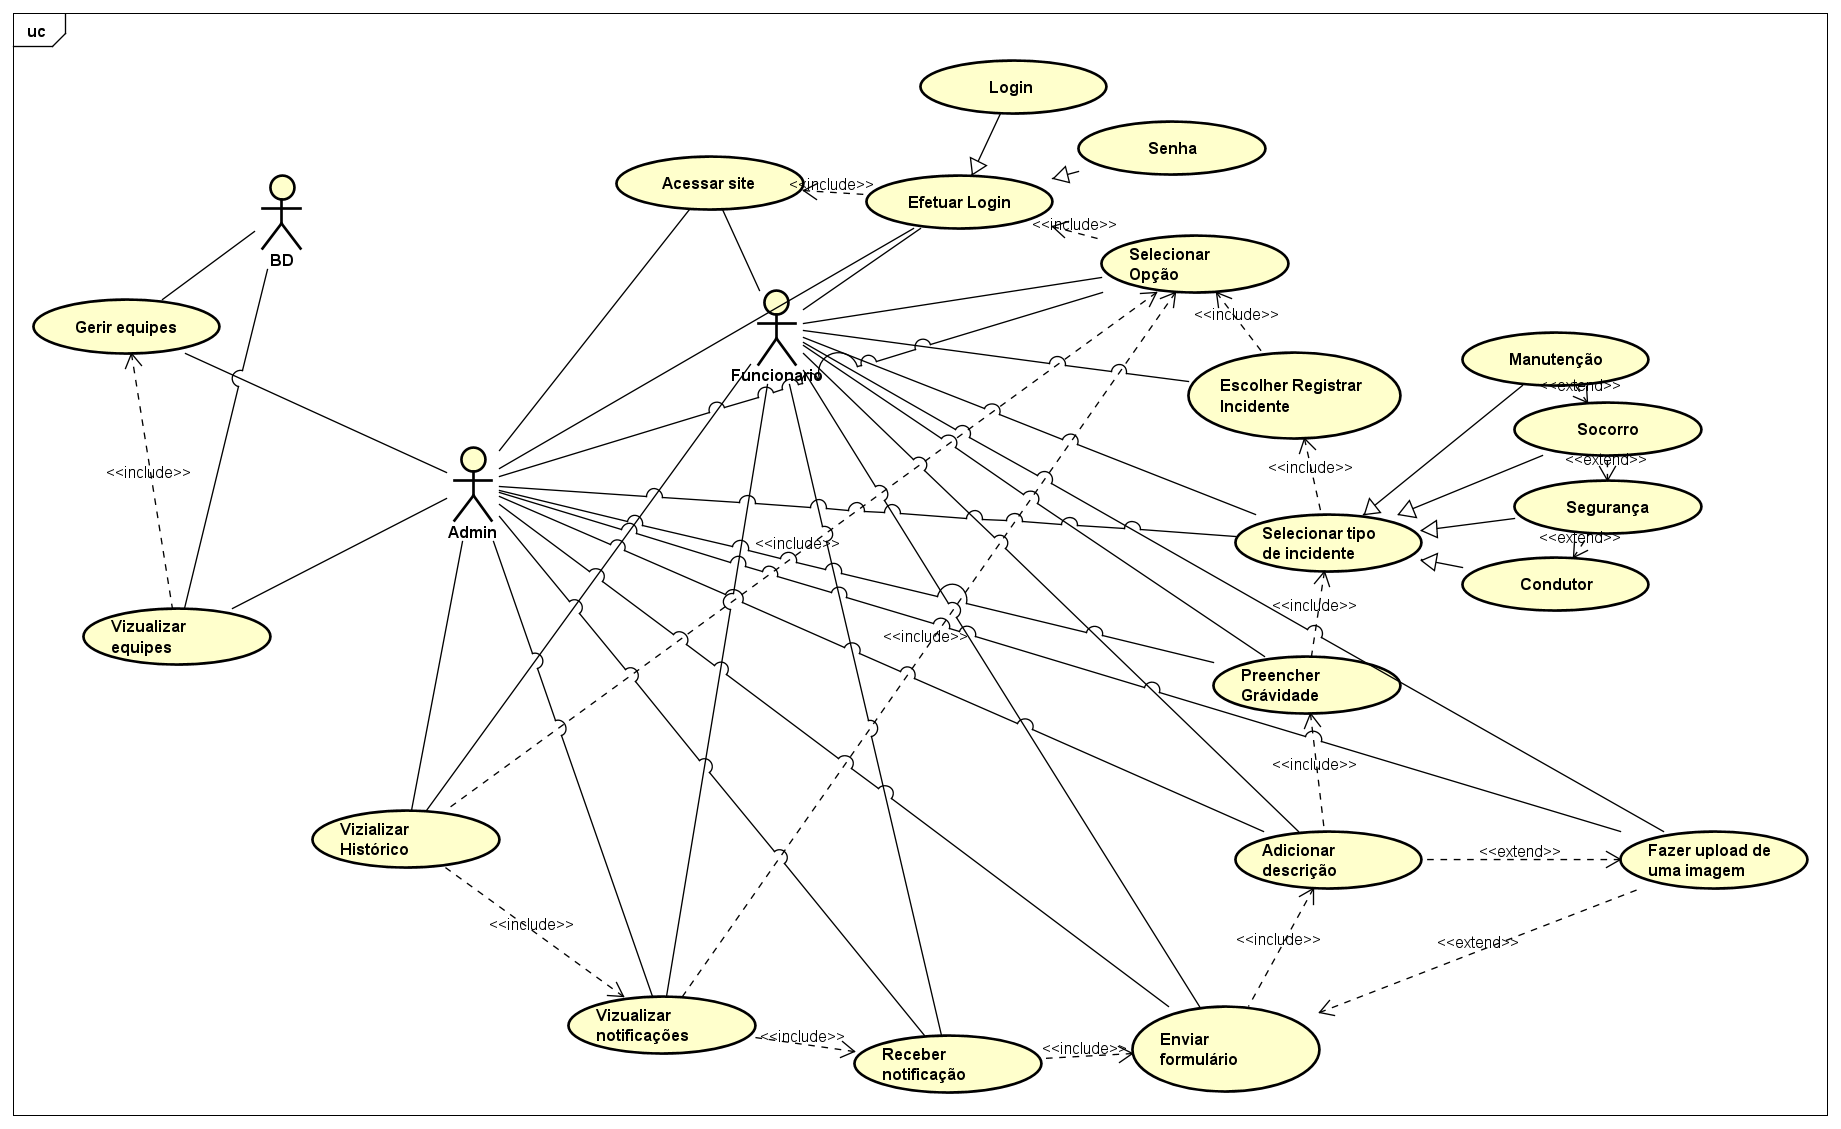 uc
Login
Senha
Acessar site
<<include>>
Efetuar Login
<<include>>
BD
Selecionar
Opção
Gerir equipes
<<include>>
Funcionario
Manutenção
Escolher Registrar
Incidente
<<extend>>
Socorro
<<extend>>
<<include>>
<<include>>
Segurança
Admin
Selecionar tipo
de incidente
<<include>>
<<extend>>
Condutor
<<include>>
Vizualizar
equipes
<<include>>
Preencher
Grávidade
<<include>>
Vizializar
Histórico
Adicionar
descrição
<<extend>>
Fazer upload de
uma imagem
<<include>>
<<include>>
<<extend>>
Vizualizar
notificações
<<include>>
Receber
notificação
<<include>>
Enviar
formulário